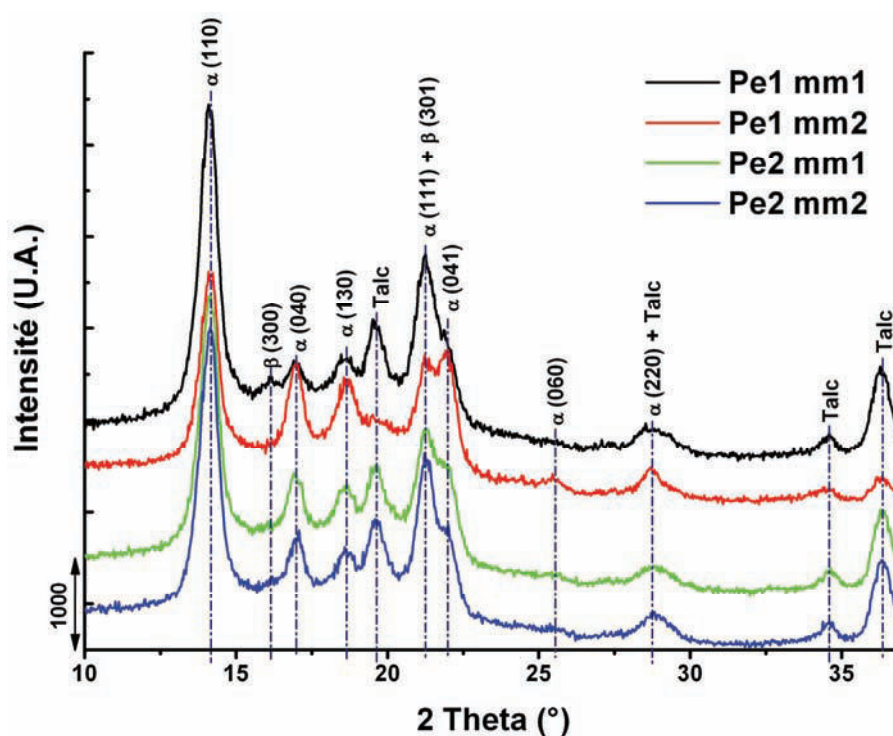 α (110)
β (300)
α (040)
α (130)
Talc
α (111) + β (301)
α (041)
α (060)
α (220) + Talc
Talc
Talc
Pe1 mm1
Pe1 mm2
Pe2 mm1
Pe2 mm2
Intensité (U.A.)
1000
10
15
20
25
30
35
2 Theta (°)